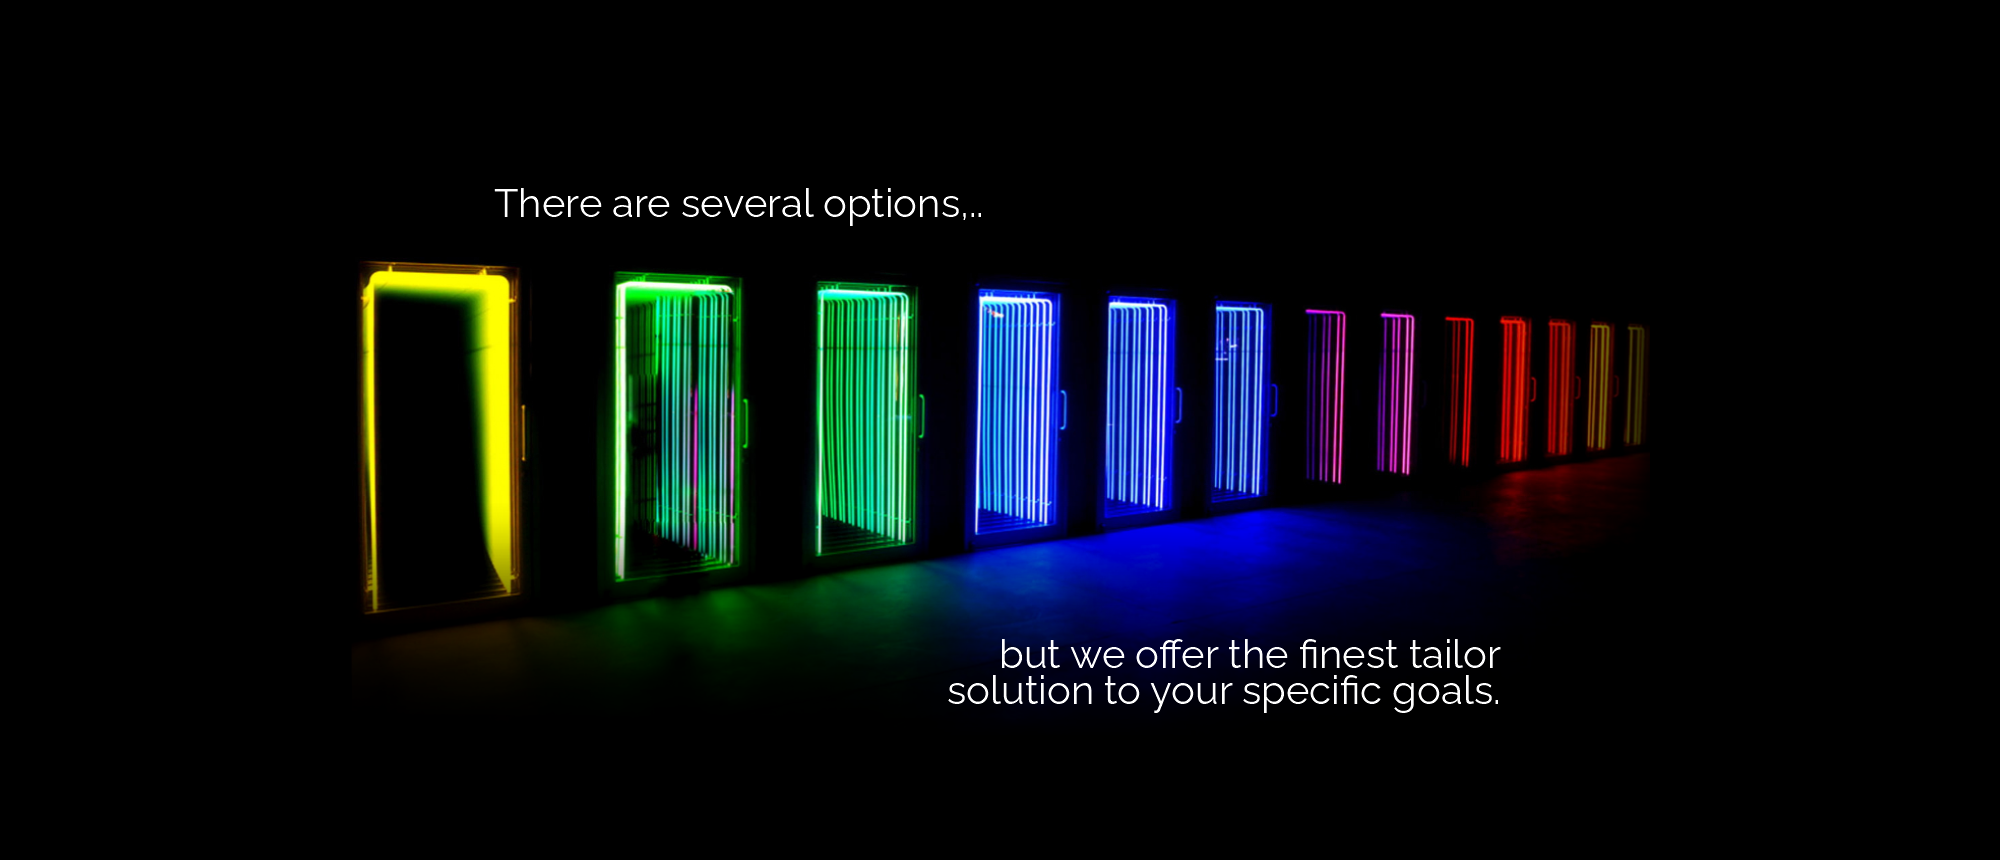 There are several options,..
but we offer the finest tailor
solution to your specific goals.